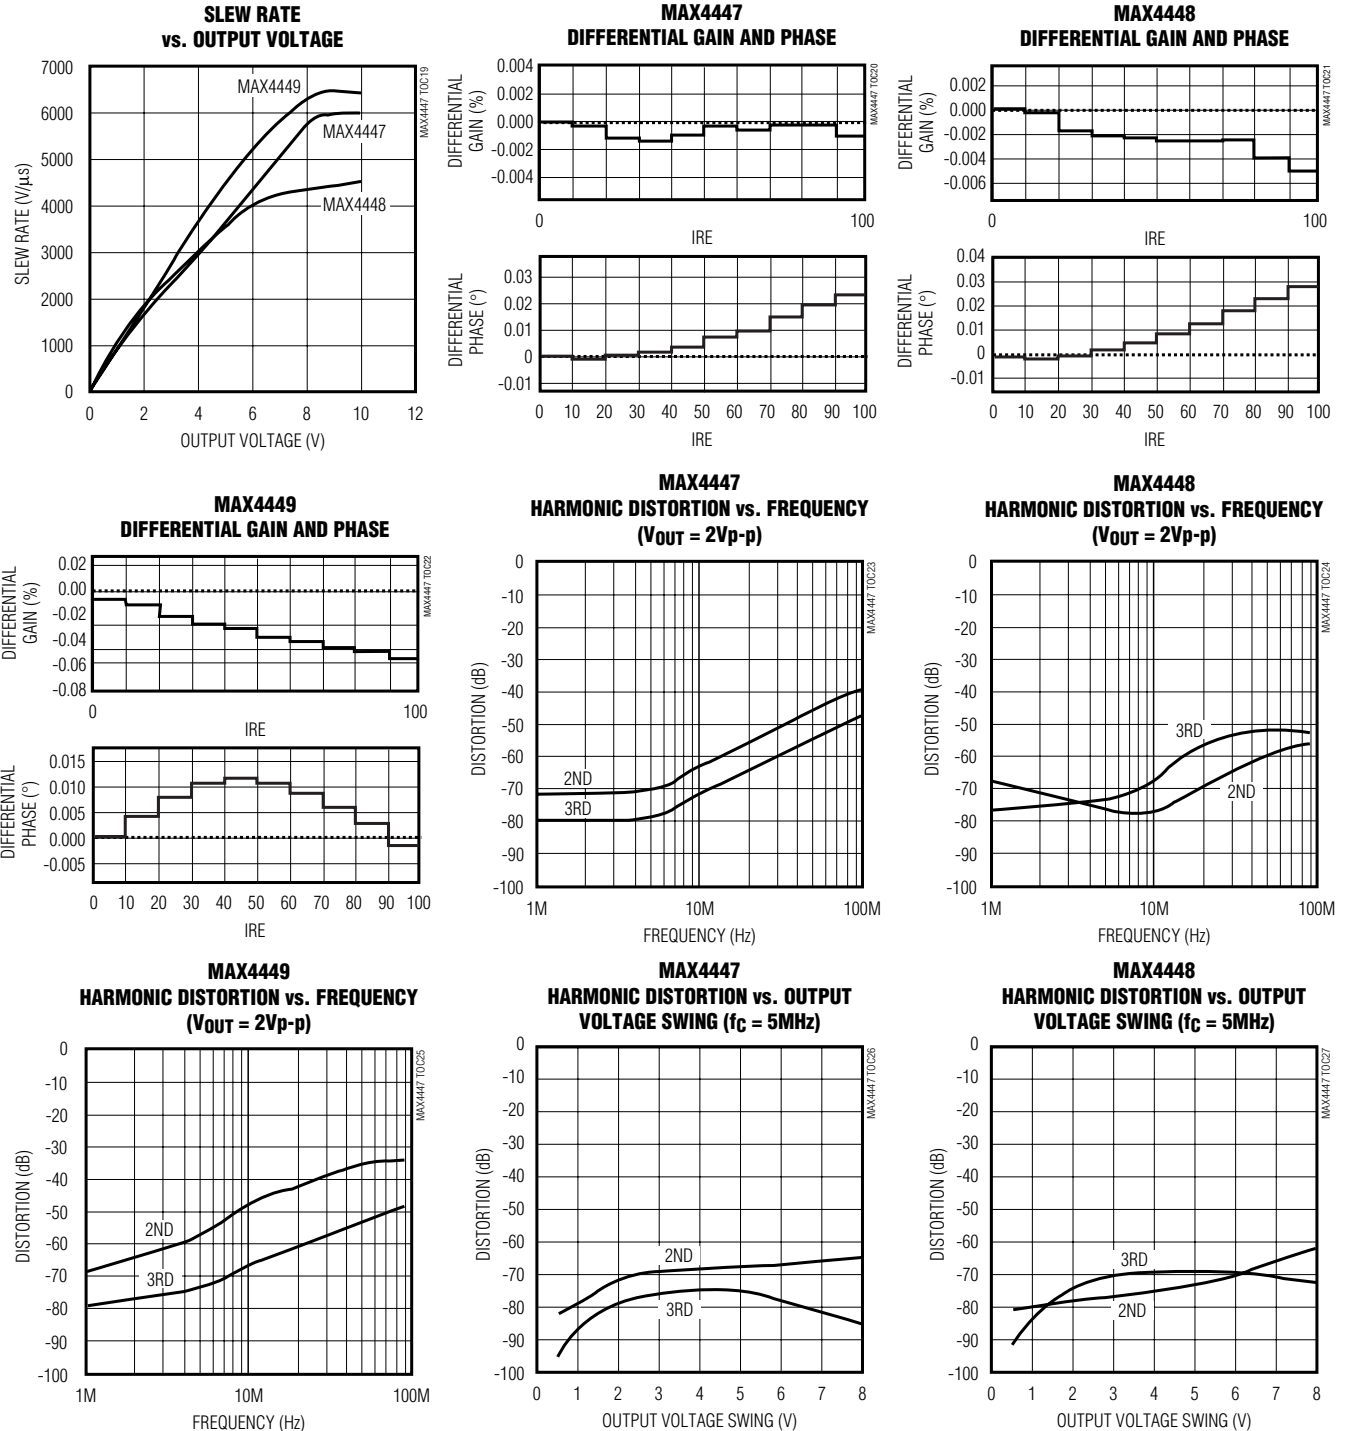 SLEW RATE
vs. OUTPUT VOLTAGE
7000
6000
5000
4000
3000
2000
1000
0
SLEW RATE (V/µs)
MAX4449
MAX4447
MAX4448
MAX4447 TOC19
0 2 4 6 8 10 12
OUTPUT VOLTAGE (V)
MAX4447
DIFFERENTIAL GAIN AND PHASE
0.004
0.002
0.000
-0.002
-0.004
DIFFERENTIAL
GAIN (%)
MAX4447 TOC20
0 100
IRE
0.03
0.02
0.01
0
-0.01
DIFFERENTIAL
PHASE (°)
0 10 20 30 40 50 60 70 80 90 100
IRE
MAX4448
DIFFERENTIAL GAIN AND PHASE
0.002
0.000
-0.002
-0.004
-0.006
DIFFERENTIAL
GAIN (%)
MAX4447 TOC21
0 100
IRE
0.04
0.03
0.02
0.01
0
-0.01
DIFFERENTIAL
PHASE (°)
0 10 20 30 40 50 60 70 80 90 100
IRE
MAX4449
DIFFERENTIAL GAIN AND PHASE
0.02
0.00
-0.02
-0.04
-0.06
-0.08
DIFFERENTIAL
GAIN (%)
MAX4447 TOC22
0 100
IRE
0.015
0.010
0.005
0.000
-0.005
DIFFERENTIAL
PHASE (°)
0 10 20 30 40 50 60 70 80 90 100
IRE
MAX4447
HARMONIC DISTORTION vs. FREQUENCY
(VOUT = 2Vp-p)
0
-10
-20
-30
-40
-50
-60
-70
-80
-90
-100
DISTORTION (dB)
2ND
3RD
MAX4447 TOC23
1M 10M 100M
FREQUENCY (Hz)
MAX4448
HARMONIC DISTORTION vs. FREQUENCY
(VOUT = 2Vp-p)
0
-10
-20
-30
-40
-50
-60
-70
-80
-90
-100
DISTORTION (dB)
3RD
2ND
MAX4447 TOC24
1M 10M 100M
FREQUENCY (Hz)
MAX4449
HARMONIC DISTORTION vs. FREQUENCY
(VOUT = 2Vp-p)
0
-10
-20
-30
-40
-50
-60
-70
-80
-90
-100
DISTORTION (dB)
2ND
3RD
MAX4447 TOC25
1M 10M 100M
FREQUENCY (Hz)
MAX4447
HARMONIC DISTORTION vs. OUTPUT
VOLTAGE SWING (fC = 5MHz)
0
-10
-20
-30
-40
-50
-60
-70
-80
-90
-100
DISTORTION (dB)
2ND
3RD
MAX4447 TOC26
0 1 2 3 4 5 6 7 8
OUTPUT VOLTAGE SWING (V)
MAX4448
HARMONIC DISTORTION vs. OUTPUT
VOLTAGE SWING (fC = 5MHz)
0
-10
-20
-30
-40
-50
-60
-70
-80
-90
-100
DISTORTION (dB)
3RD
2ND
MAX4447 TOC27
0 1 2 3 4 5 6 7 8
OUTPUT VOLTAGE SWING (V)